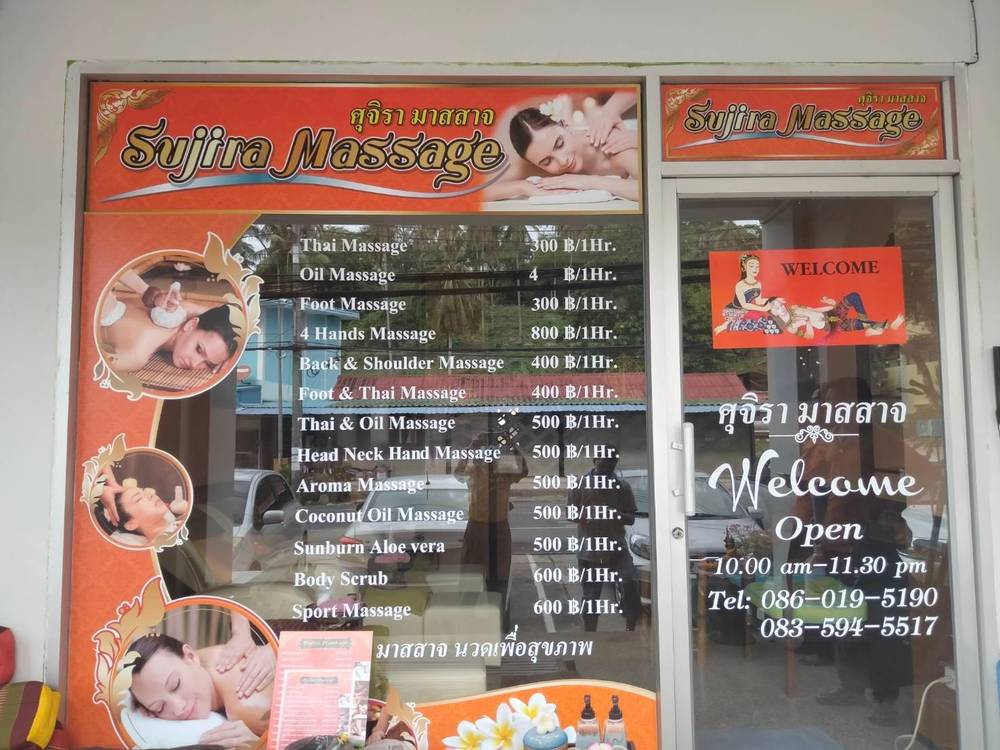 ศุจิรา มาสสาจ
Sujira Massage
ศุจิรา มาสสาจ
Sujira Massage
Thai Massage 300 ฿/1Hr.
Oil Massage 4 ฿/1Hr.
Foot Massage 300 ฿/1Hr.
4 Hands Massage 800 ฿/1Hr.
Back & Shoulder Massage 400 ฿/1Hr.
Foot & Thai Massage 400 ฿/1Hr.
Thai & Oil Massage 500 ฿/1Hr.
Head Neck Hand Massage 500 ฿/1Hr.
Aroma Massage 500 ฿/1Hr.
Coconut Oil Massage 500 ฿/1Hr.
Sunburn Aloe vera 500 ฿/1Hr.
Body Scrub 600 ฿/1Hr.
Sport Massage 600 ฿/1Hr.
มาสสาจ นวดเพื่อสุขภาพ
WELCOME
ศุจิรา มาสสาจ
Welcome
Open
10.00 am-11.30 pm
Tel: 086-019-5190
083-594-5517